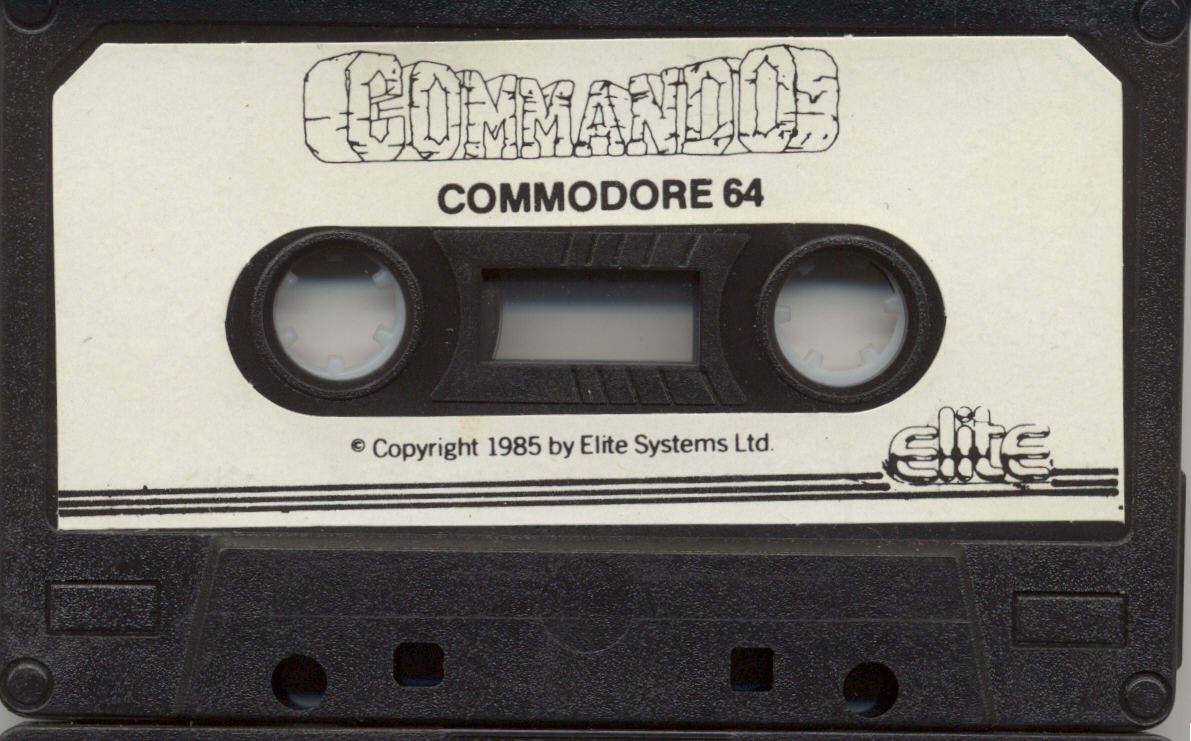 COMMANDO
COMMODORE 64
© Copyright 1985 by Elite Systems Ltd.
elite